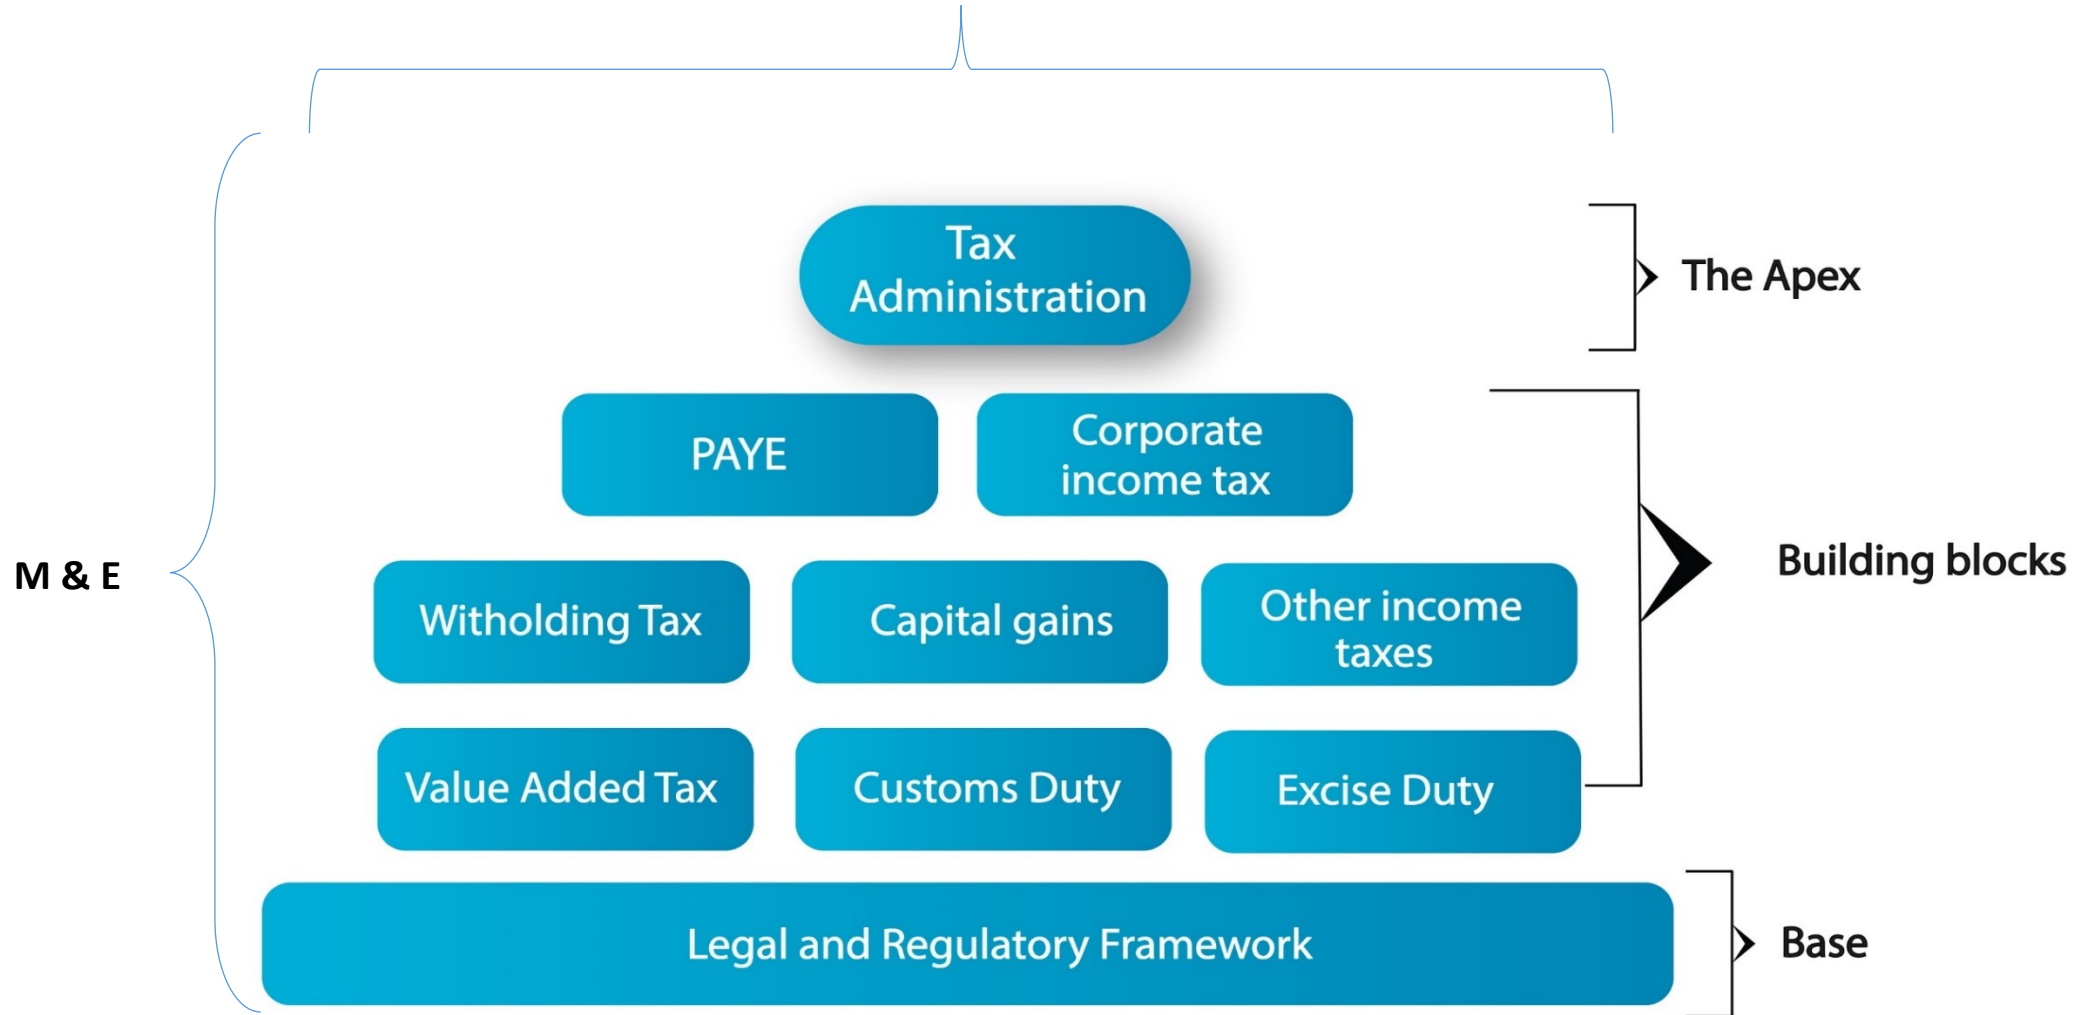 Tax
Administration
The Apex
PAYE
Corporate
income tax
Building blocks
M & E
Witholding Tax
Capital gains
Other income
taxes
Value Added Tax
Customs Duty
Excise Duty
Legal and Regulatory Framework
Base